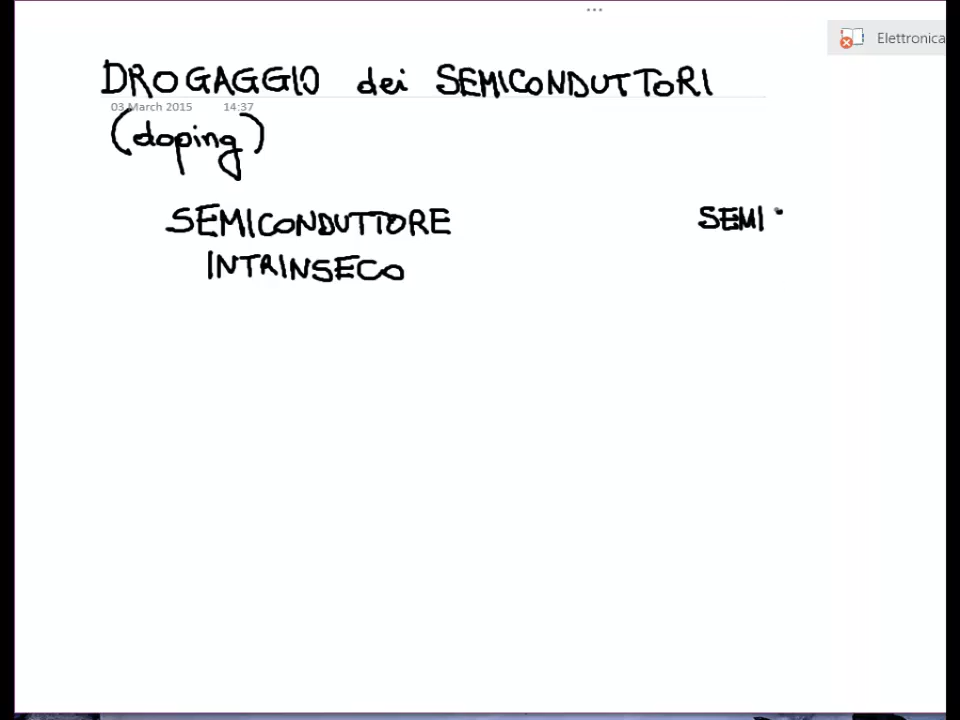 Elettronica
DROGAGGIO dei SEMICONDUTTORI
03 March 2015 14:37
(doping)
SEMICONDUTTORE SEMI
INTRINSECO